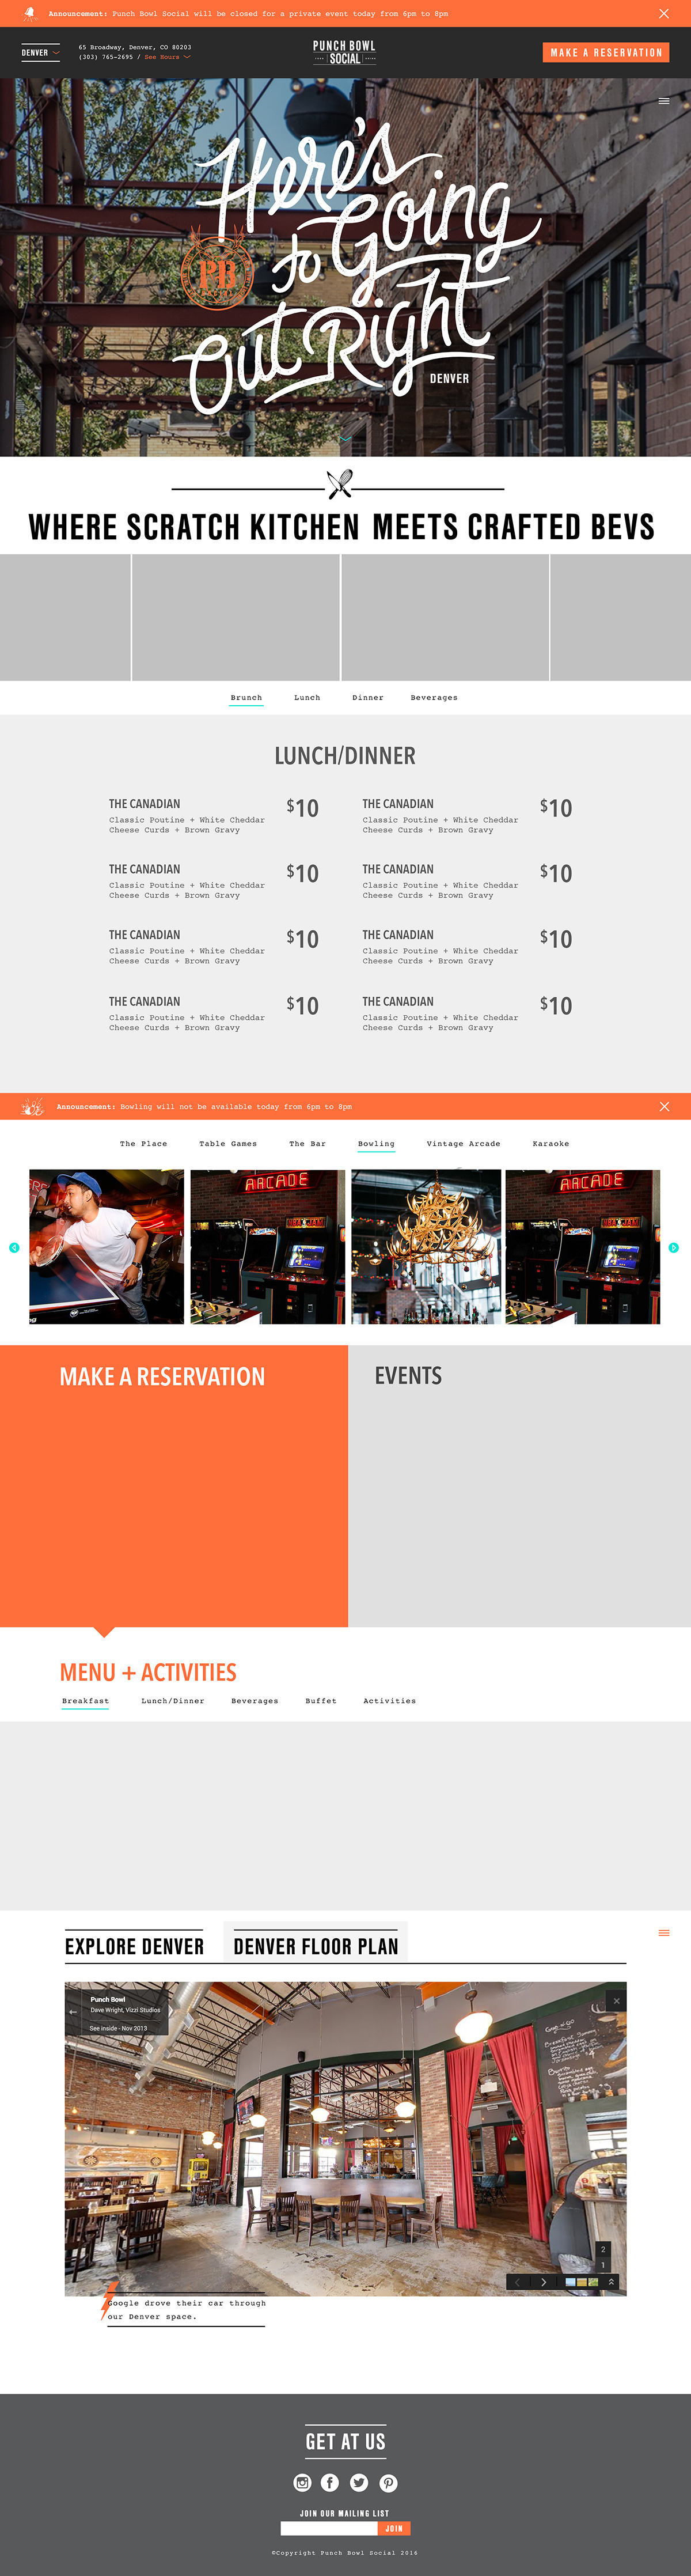 Announcement: Punch Bowl Social will be closed for a private event today from 6pm to 8pm
DENVER
65 Broadway, Denver, CO 80203
(303) 765-2695 / See Hours
PUNCH BOWL
SOCIAL
MAKE A RESERVATION
Here's
Going
to
Out Right
PB
DENVER
WHERE SCRATCH KITCHEN MEETS CRAFTED BEVS
Brunch Lunch Dinner Beverages
LUNCH/DINNER
THE CANADIAN $10
Classic Poutine + White Cheddar
Cheese Curds + Brown Gravy
THE CANADIAN $10
Classic Poutine + White Cheddar
Cheese Curds + Brown Gravy
THE CANADIAN $10
Classic Poutine + White Cheddar
Cheese Curds + Brown Gravy
THE CANADIAN $10
Classic Poutine + White Cheddar
Cheese Curds + Brown Gravy
THE CANADIAN $10
Classic Poutine + White Cheddar
Cheese Curds + Brown Gravy
THE CANADIAN $10
Classic Poutine + White Cheddar
Cheese Curds + Brown Gravy
THE CANADIAN $10
Classic Poutine + White Cheddar
Cheese Curds + Brown Gravy
THE CANADIAN $10
Classic Poutine + White Cheddar
Cheese Curds + Brown Gravy
Announcement: Bowling will not be available today from 6pm to 8pm
The Place Table Games The Bar Bowling Vintage Arcade Karaoke
ARCADE
ARCADE
MAKE A RESERVATION
EVENTS
MENU + ACTIVITIES
Breakfast Lunch/Dinner Beverages Buffet Activities
EXPLORE DENVER DENVER FLOOR PLAN
Punch Bowl
Dave Wright, Vizzi Studios
See inside - Nov 2013
2
1
Google drove their car through
our Denver space.
GET AT US
JOIN OUR MAILING LIST
JOIN
©Copyright Punch Bowl Social 2016